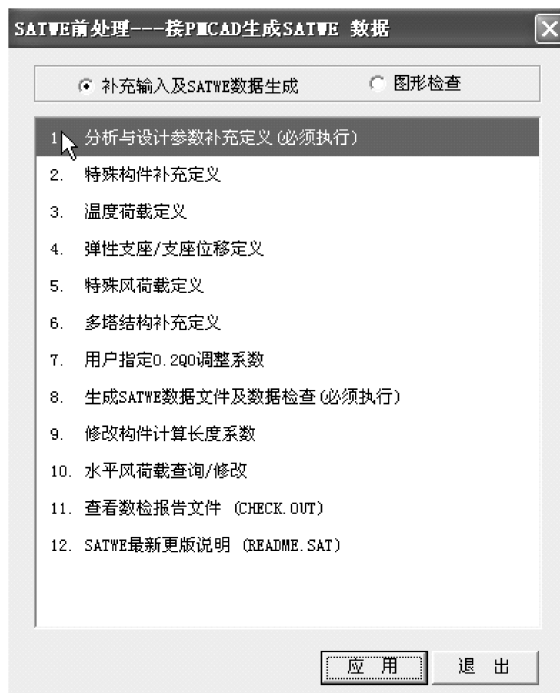 SATWE前处理---接PMCAD生成SATWE 数据
补充输入及SATWE数据生成 图形检查
1. 分析与设计参数补充定义(必须执行)
2. 特殊构件补充定义
3. 温度荷载定义
4. 弹性支座/支座位移定义
5. 特殊风荷载定义
6. 多塔结构补充定义
7. 用户指定0.2Q0调整系数
8. 生成SATWE数据文件及数据检查(必须执行)
9. 修改构件计算长度系数
10. 水平风荷载查询/修改
11. 查看数检报告文件 (CHECK.OUT)
12. SATWE最新更版说明 (README.SAT)
应 用 退 出